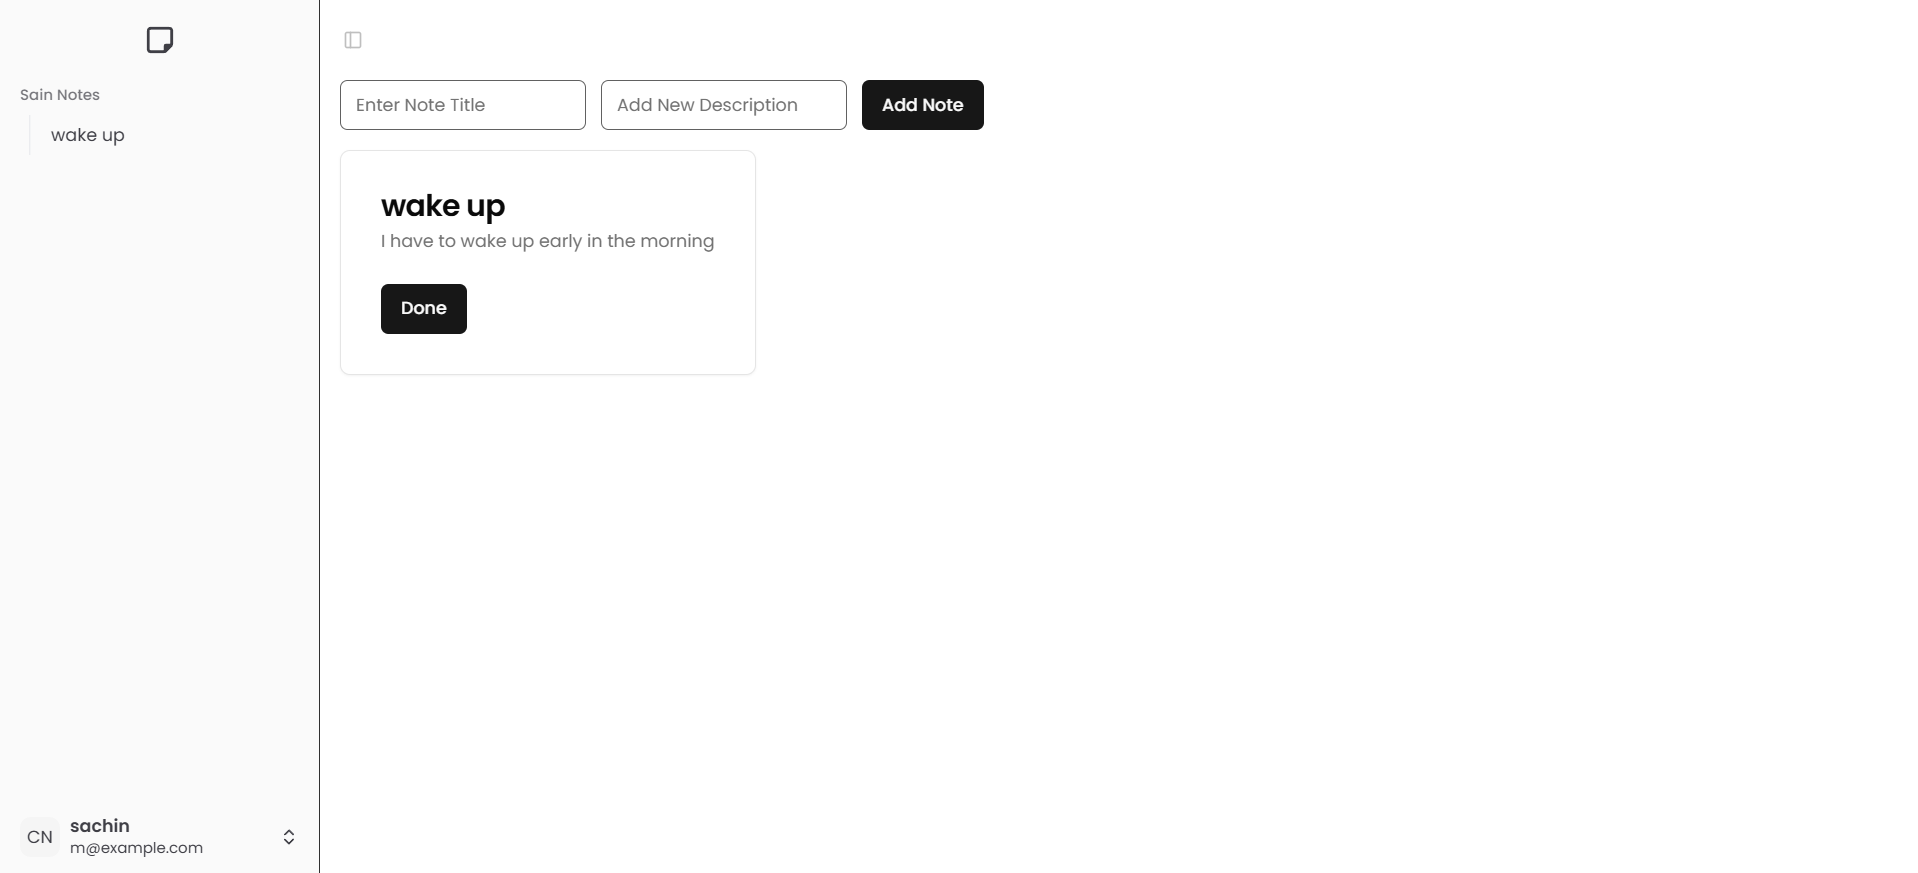 Sain Notes
wake up
Enter Note Title
Add New Description
Add Note
wake up
I have to wake up early in the morning
Done
CN
sachin
m@example.com